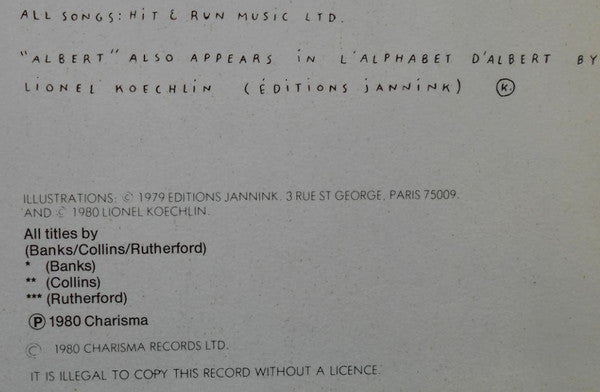 ALL SONGS: HIT & RUN MUSIC LTD.
"ALBERT" ALSO APPEARS IN L'ALPHABET D'ALBERT BY
LIONEL KOECHLIN (ÉDITIONS JANNINK) K.
ILLUSTRATIONS: © 1979 EDITIONS JANNINK. 3 RUE ST GEORGE, PARIS 75009.
AND © 1980 LIONEL KOECHLIN.
All titles by
(Banks/Collins/Rutherford)
* (Banks)
** (Collins)
*** (Rutherford)
℗ 1980 Charisma
© 1980 CHARISMA RECORDS LTD.
IT IS ILLEGAL TO COPY THIS RECORD WITHOUT A LICENCE.